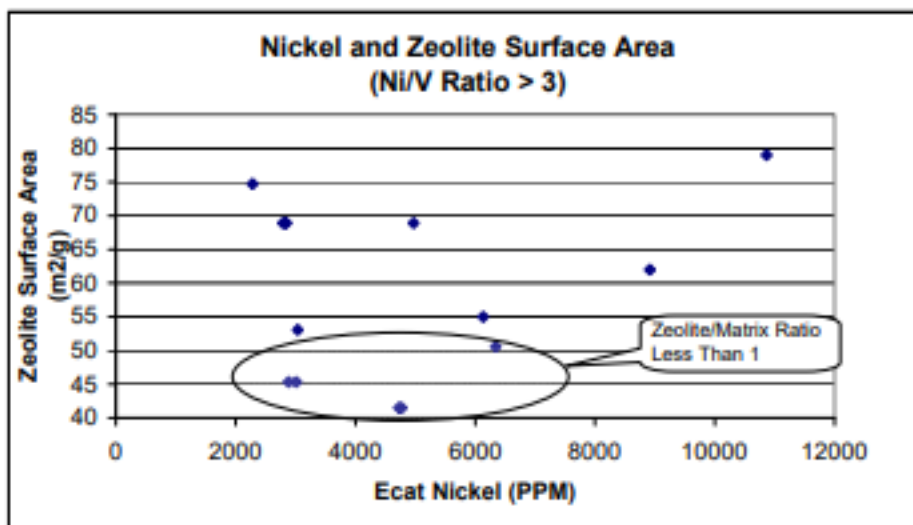 Nickel and Zeolite Surface Area
(Ni/V Ratio > 3)
Zeolite Surface Area
(m2/g)
85
80
75
70
65
60
55
50
45
40
Zeolite/Matrix Ratio
Less Than 1
0 2000 4000 6000 8000 10000 12000
Ecat Nickel (PPM)